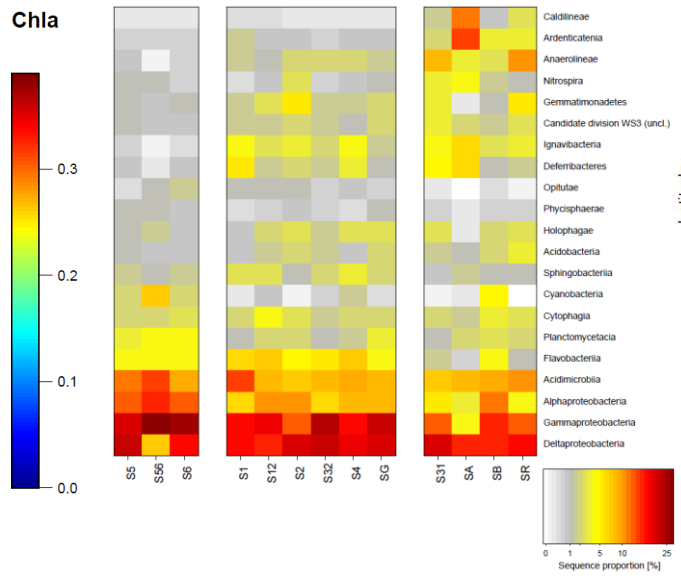 Chla
0.3
0.2
0.1
0.0
Caldilineae
Ardenticatenia
Anaerolineae
Nitrospira
Gemmatimonadetes
Candidate division WS3 (uncl.)
Ignavibacteria
Deferribacteres
Opitutae
Phycisphaerae
Holophagae
Acidobacteria
Sphingobacteriia
Cyanobacteria
Cytophagia
Planctomycetacia
Flavobacteriia
Acidimicrobiia
Alphaproteobacteria
Gammaproteobacteria
Deltaproteobacteria
S5 S56 S6 S1 S12 S2 S32 S4 SG S31 SA SB SR
0 1 5 10 25
Sequence proportion [%]